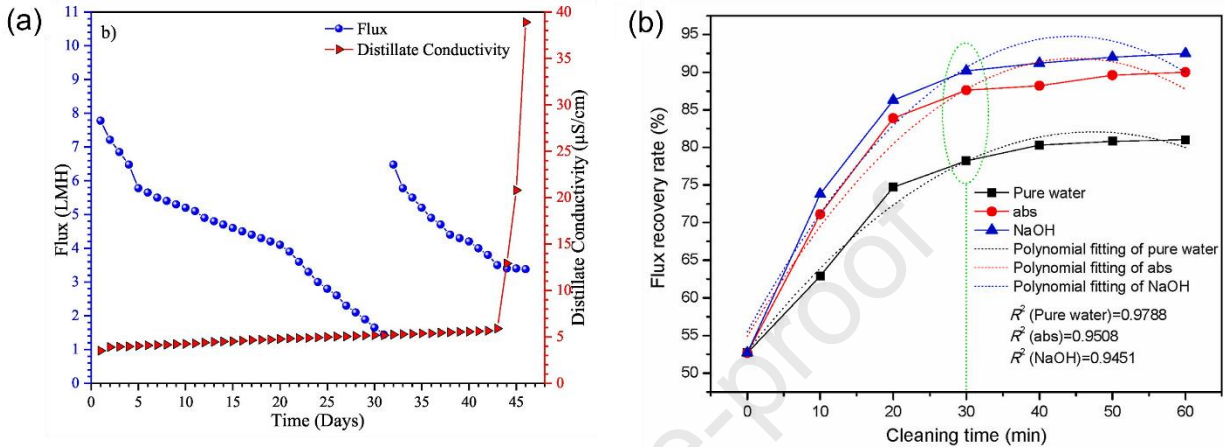 (a)
b)
Flux
Distillate Conductivity
11
10
9
8
7
6
5
4
3
2
1
0
Flux (LMH)
0 5 10 15 20 25 30 35 40 45
Time (Days)
40
35
30
25
20
15
10
5
0
Distillate Conductivity (µS/cm)
(b)
95
90
85
80
75
70
65
60
55
50
Flux recovery rate (%)
Pure water
abs
NaOH
Polynomial fitting of pure water
Polynomial fitting of abs
Polynomial fitting of NaOH
R² (Pure water)=0.9788
R² (abs)=0.9508
R² (NaOH)=0.9451
0 10 20 30 40 50 60
Cleaning time (min)
e-proof